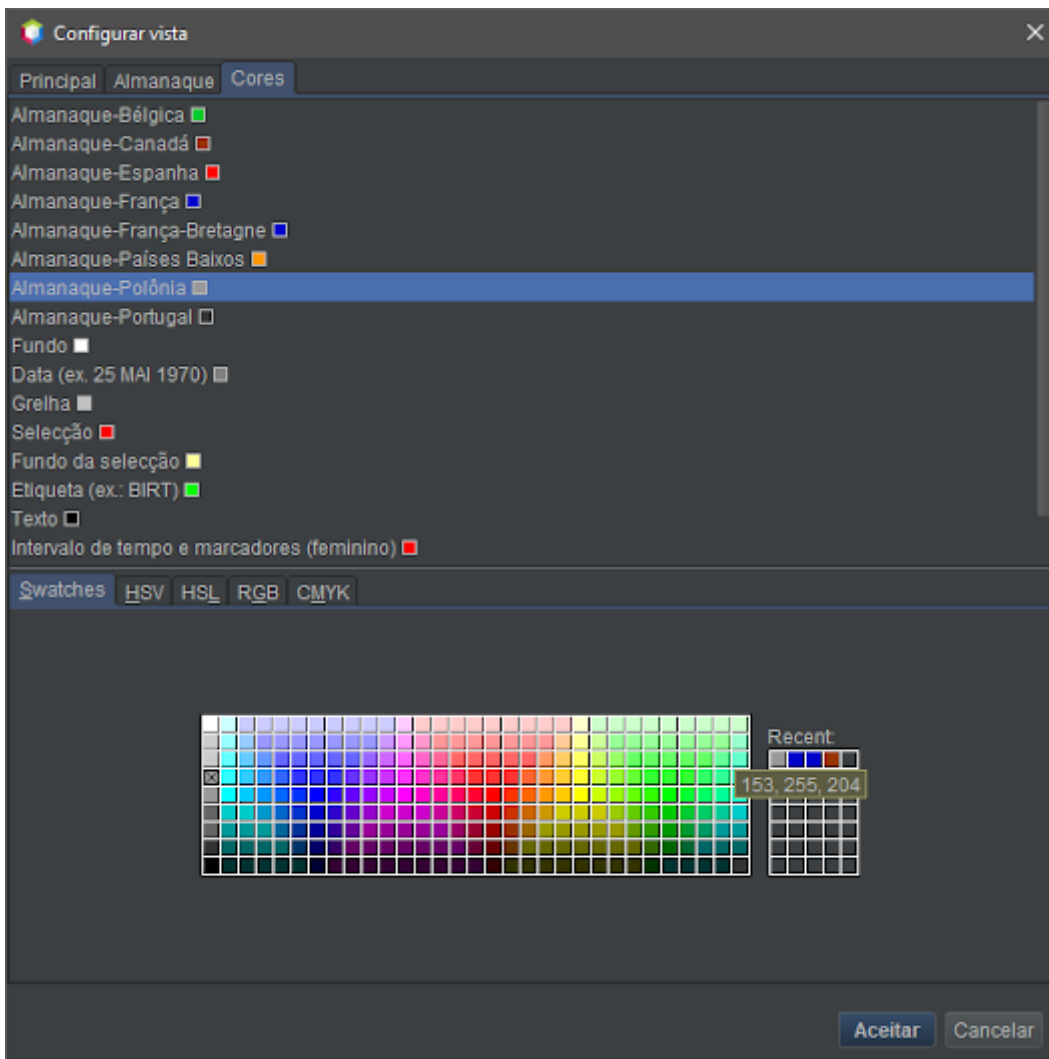 Configurar vista
Principal Almanaque Cores
Almanaque-Bélgica
Almanaque-Canadá
Almanaque-Espanha
Almanaque-França
Almanaque-França-Bretagne
Almanaque-Países Baixos
Almanaque-Polônia
Almanaque-Portugal
Fundo
Data (ex. 25 MAI 1970)
Grelha
Selecção
Fundo da selecção
Etiqueta (ex.: BIRT)
Texto
Intervalo de tempo e marcadores (feminino)
Swatches HSV HSL RGB CMYK
Recent:
153, 255, 204
Aceitar Cancelar